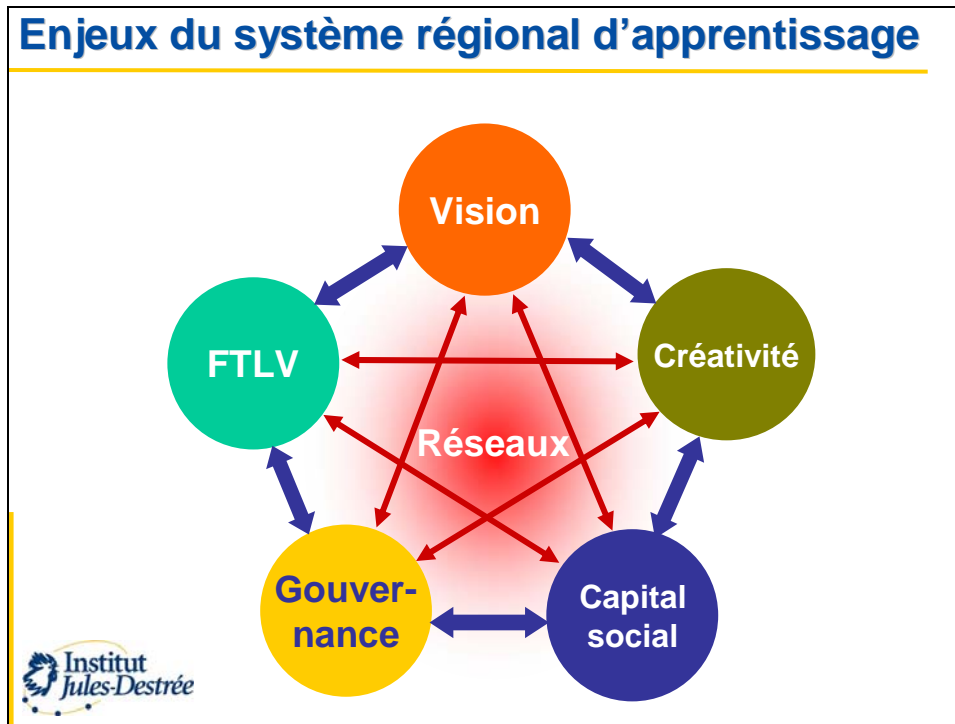 Enjeux du système régional d’apprentissage
Vision
FTLV
Créativité
Réseaux
Gouver-
nance
Capital
social
Institut
Jules-Destrée